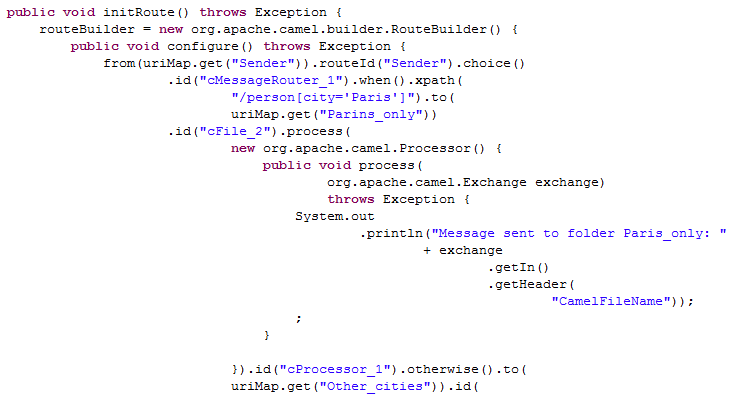 public void initRoute() throws Exception {
routeBuilder = new org.apache.camel.builder.RouteBuilder() {
public void configure() throws Exception {
from(uriMap.get("Sender")).routeId("Sender").choice()
.id("cMessageRouter_1").when().xpath(
"/person[city='Paris']").to(
uriMap.get("Parins_only"))
.id("cFile_2").process(
new org.apache.camel.Processor() {
public void process(
org.apache.camel.Exchange exchange)
throws Exception {
System.out
.println("Message sent to folder Paris_only: "
+ exchange
.getIn()
.getHeader(
"CamelFileName"));
;
}
}).id("cProcessor_1").otherwise().to(
uriMap.get("Other_cities")).id(